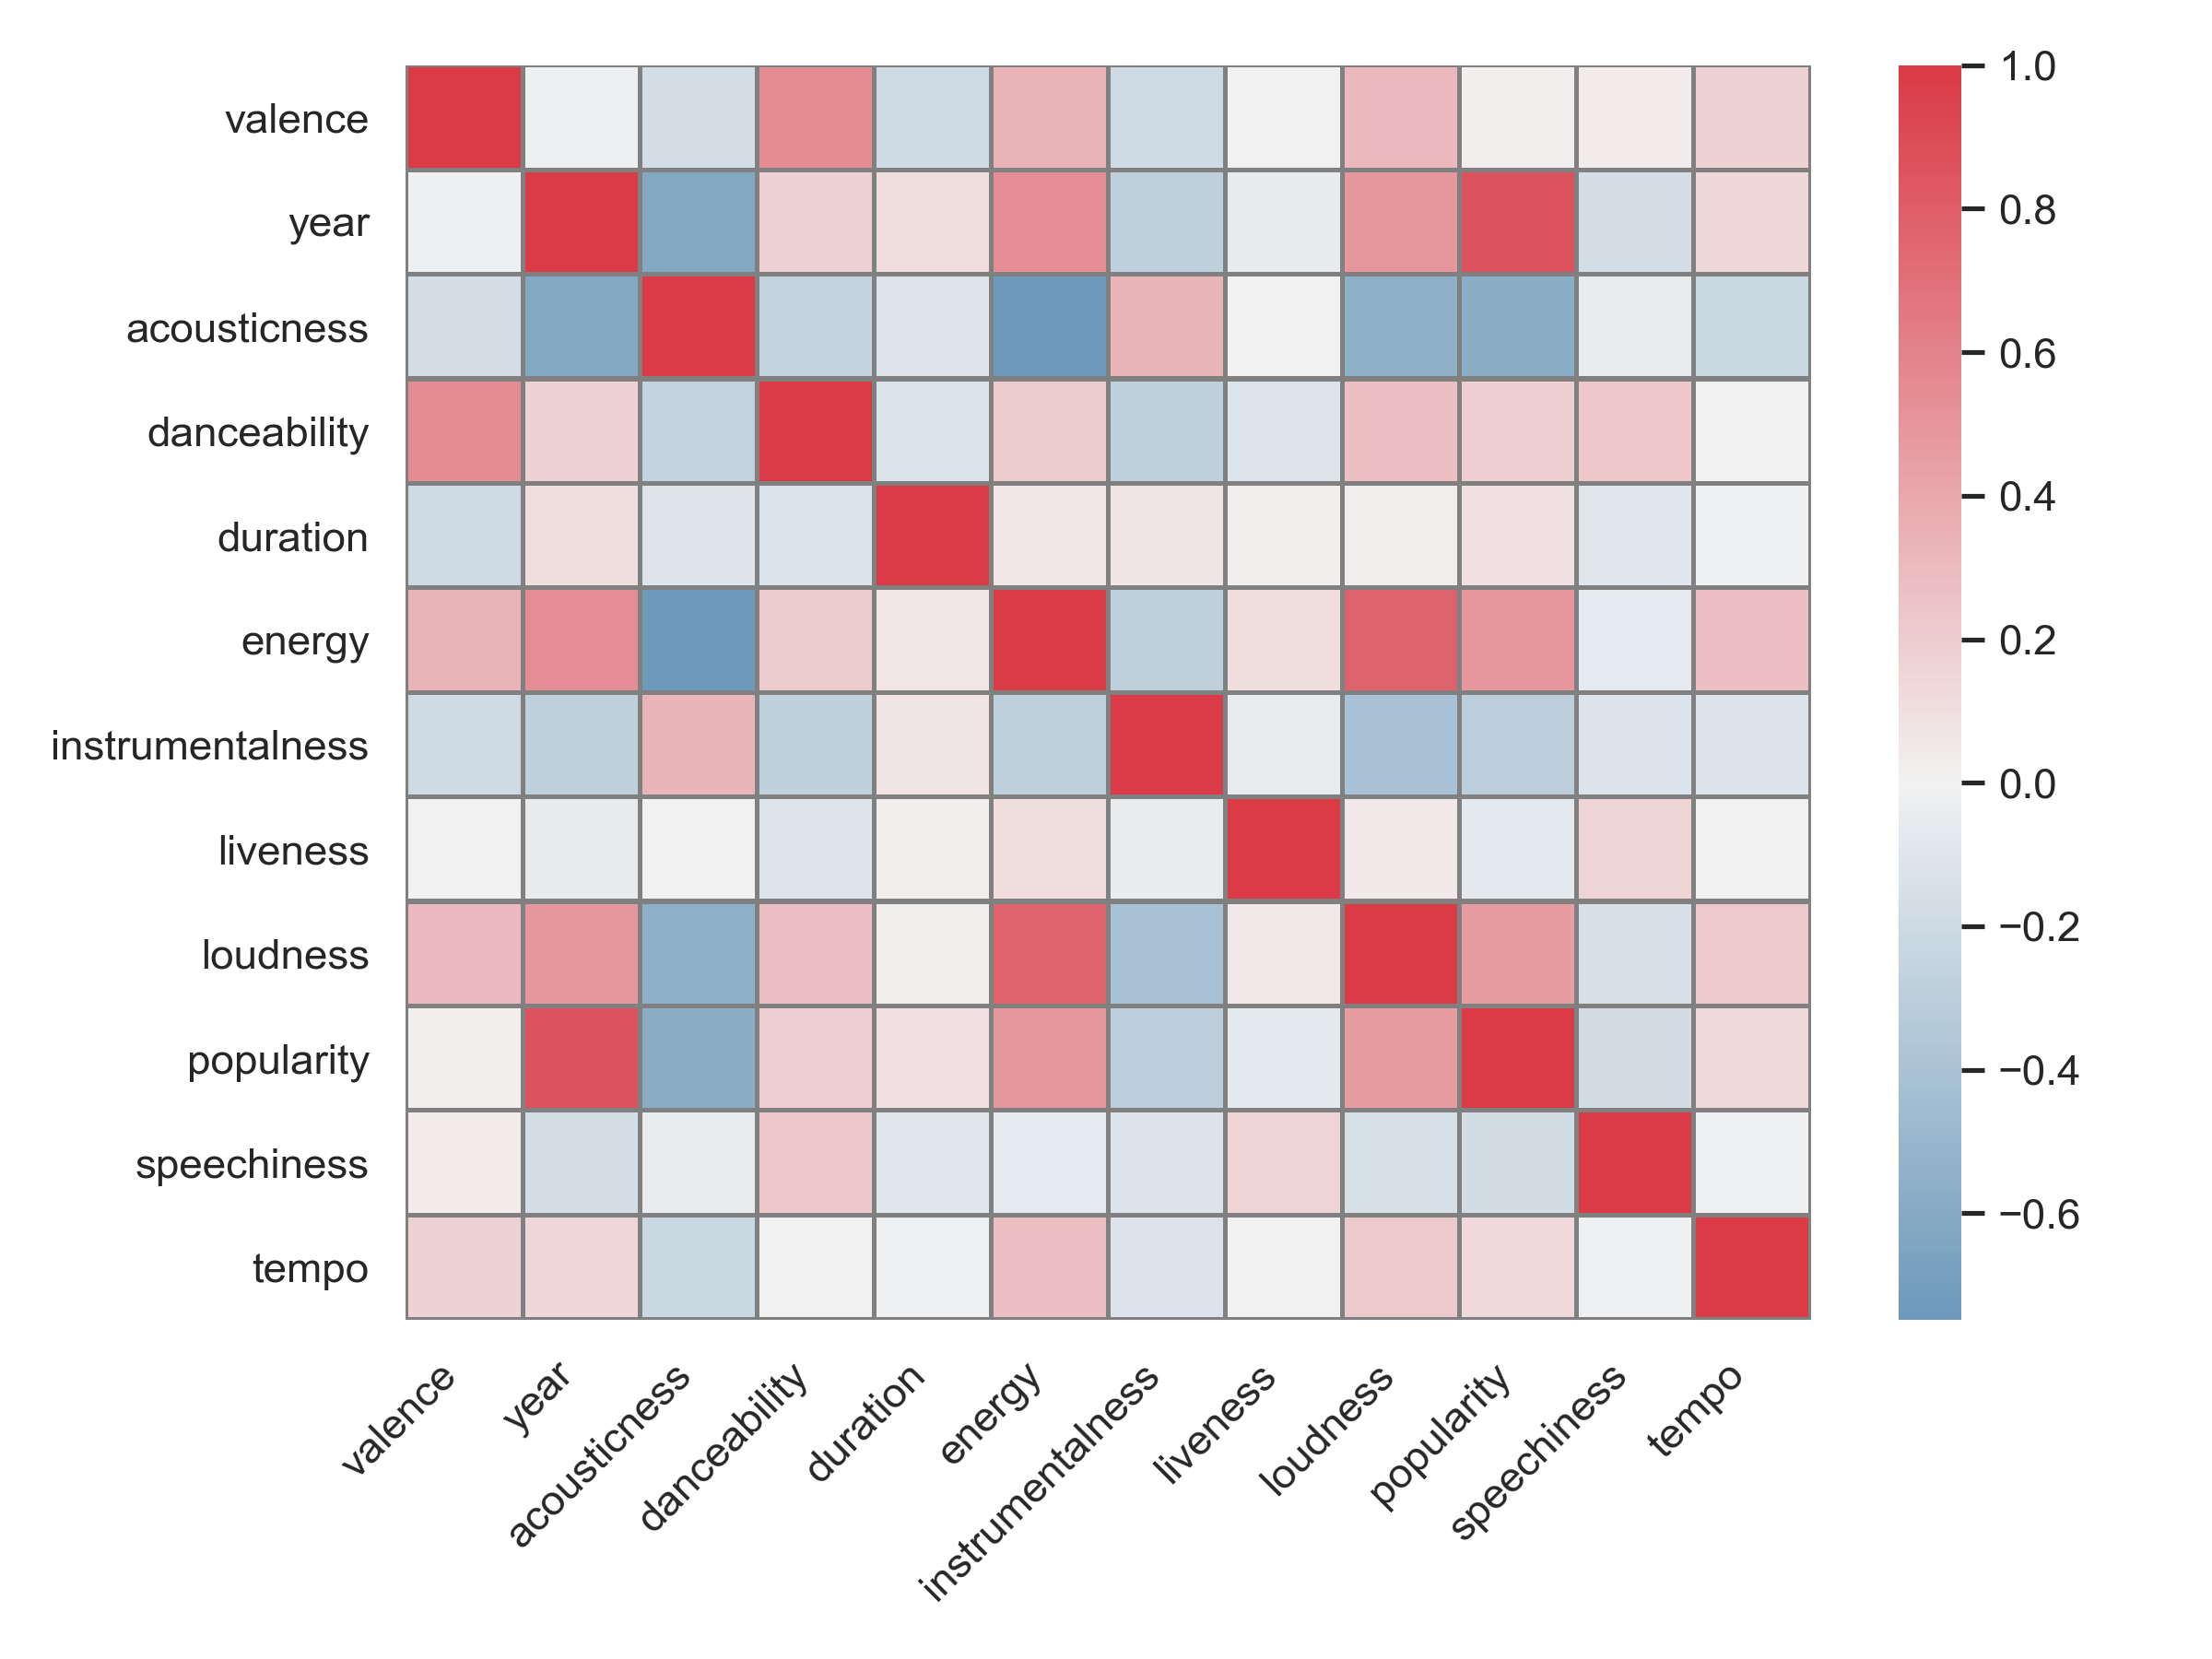 valence
year
acousticness
danceability
duration
energy
instrumentalness
liveness
loudness
popularity
speechiness
tempo
valence
year
acousticness
danceability
duration
energy
instrumentalness
liveness
loudness
popularity
speechiness
tempo
1.0
0.8
0.6
0.4
0.2
0.0
−0.2
−0.4
−0.6